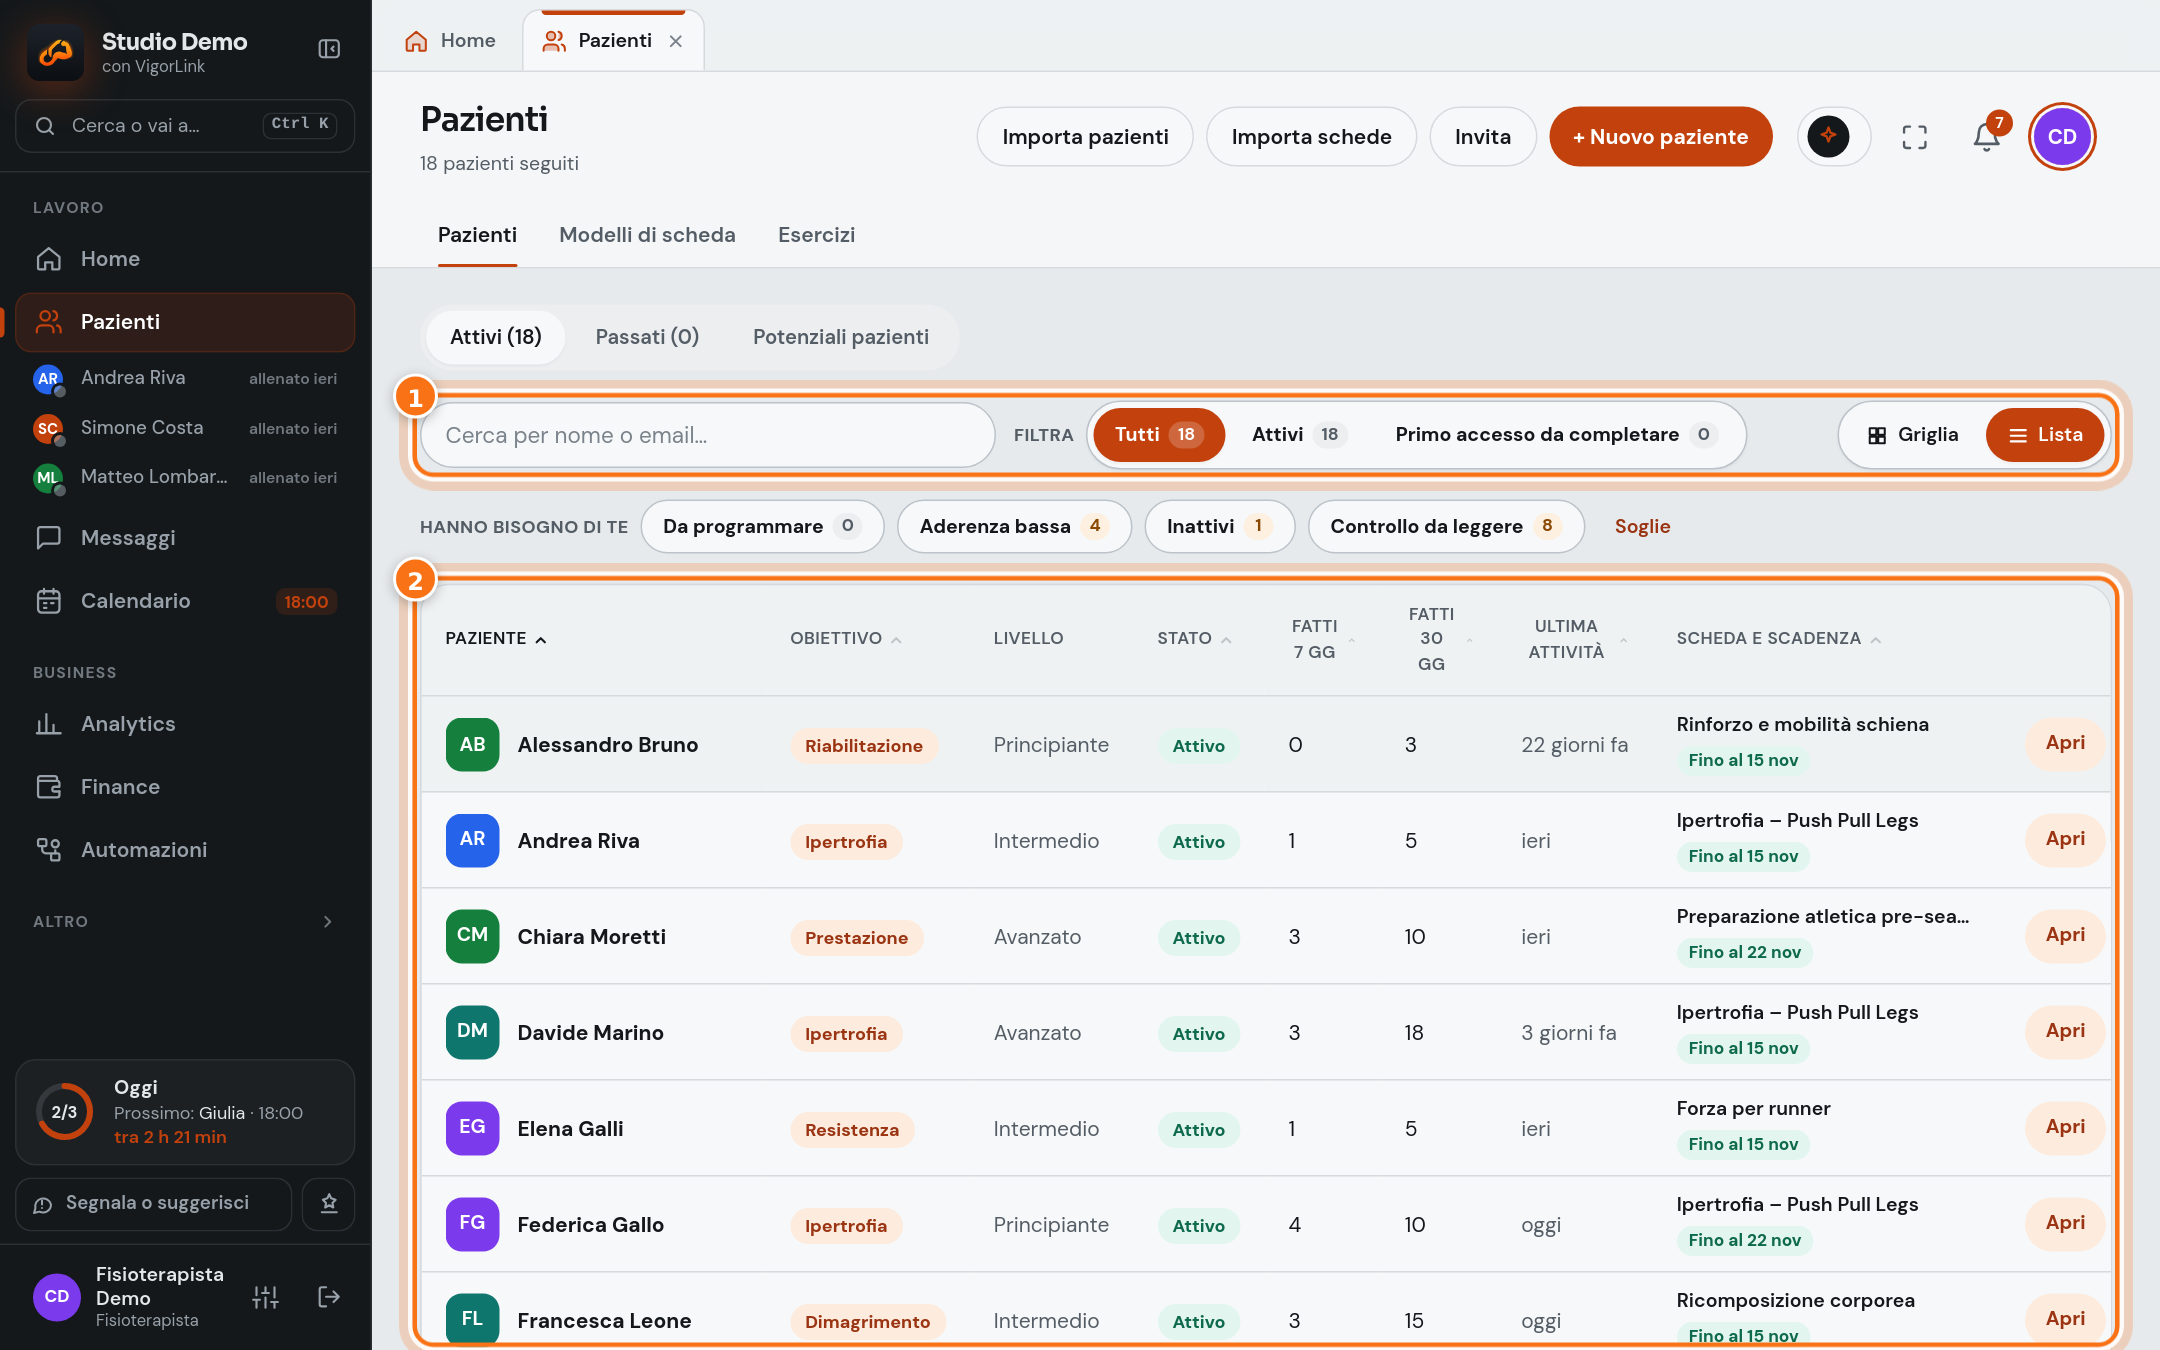 Studio Demo
con VigorLink
Cerca o vai a...
Ctrl K
LAVORO
Home
Pazienti
AR Andrea Riva allenato ieri
SC Simone Costa allenato ieri
ML Matteo Lombar... allenato ieri
Messaggi
Calendario 18:00
BUSINESS
Analytics
Finance
Automazioni
ALTRO
2/3
Oggi
Prossimo: Giulia · 18:00
tra 2 h 21 min
Segnala o suggerisci
CD
Fisioterapista
Demo
Fisioterapista
Home
Pazienti
Pazienti
18 pazienti seguiti
Importa pazienti
Importa schede
Invita
+ Nuovo paziente
7
CD
Pazienti
Modelli di scheda
Esercizi
Attivi (18)
Passati (0)
Potenziali pazienti
1
Cerca per nome o email...
FILTRA
Tutti 18
Attivi 18
Primo accesso da completare 0
Griglia
Lista
HANNO BISOGNO DI TE
Da programmare 0
Aderenza bassa 4
Inattivi 1
Controllo da leggere 8
Soglie
2
PAZIENTE
OBIETTIVO
LIVELLO
STATO
FATTI
7 GG
FATTI
30
GG
ULTIMA
ATTIVITÀ
SCHEDA E SCADENZA
AB Alessandro Bruno Riabilitazione Principiante Attivo 0 3 22 giorni fa Rinforzo e mobilità schiena
Fino al 15 nov
Apri
AR Andrea Riva Ipertrofia Intermedio Attivo 1 5 ieri Ipertrofia – Push Pull Legs
Fino al 15 nov
Apri
CM Chiara Moretti Prestazione Avanzato Attivo 3 10 ieri Preparazione atletica pre-sea...
Fino al 22 nov
Apri
DM Davide Marino Ipertrofia Avanzato Attivo 3 18 3 giorni fa Ipertrofia – Push Pull Legs
Fino al 15 nov
Apri
EG Elena Galli Resistenza Intermedio Attivo 1 5 ieri Forza per runner
Fino al 15 nov
Apri
FG Federica Gallo Ipertrofia Principiante Attivo 4 10 oggi Ipertrofia – Push Pull Legs
Fino al 22 nov
Apri
FL Francesca Leone Dimagrimento Intermedio Attivo 3 15 oggi Ricomposizione corporea
Fino al 15 nov
Apri